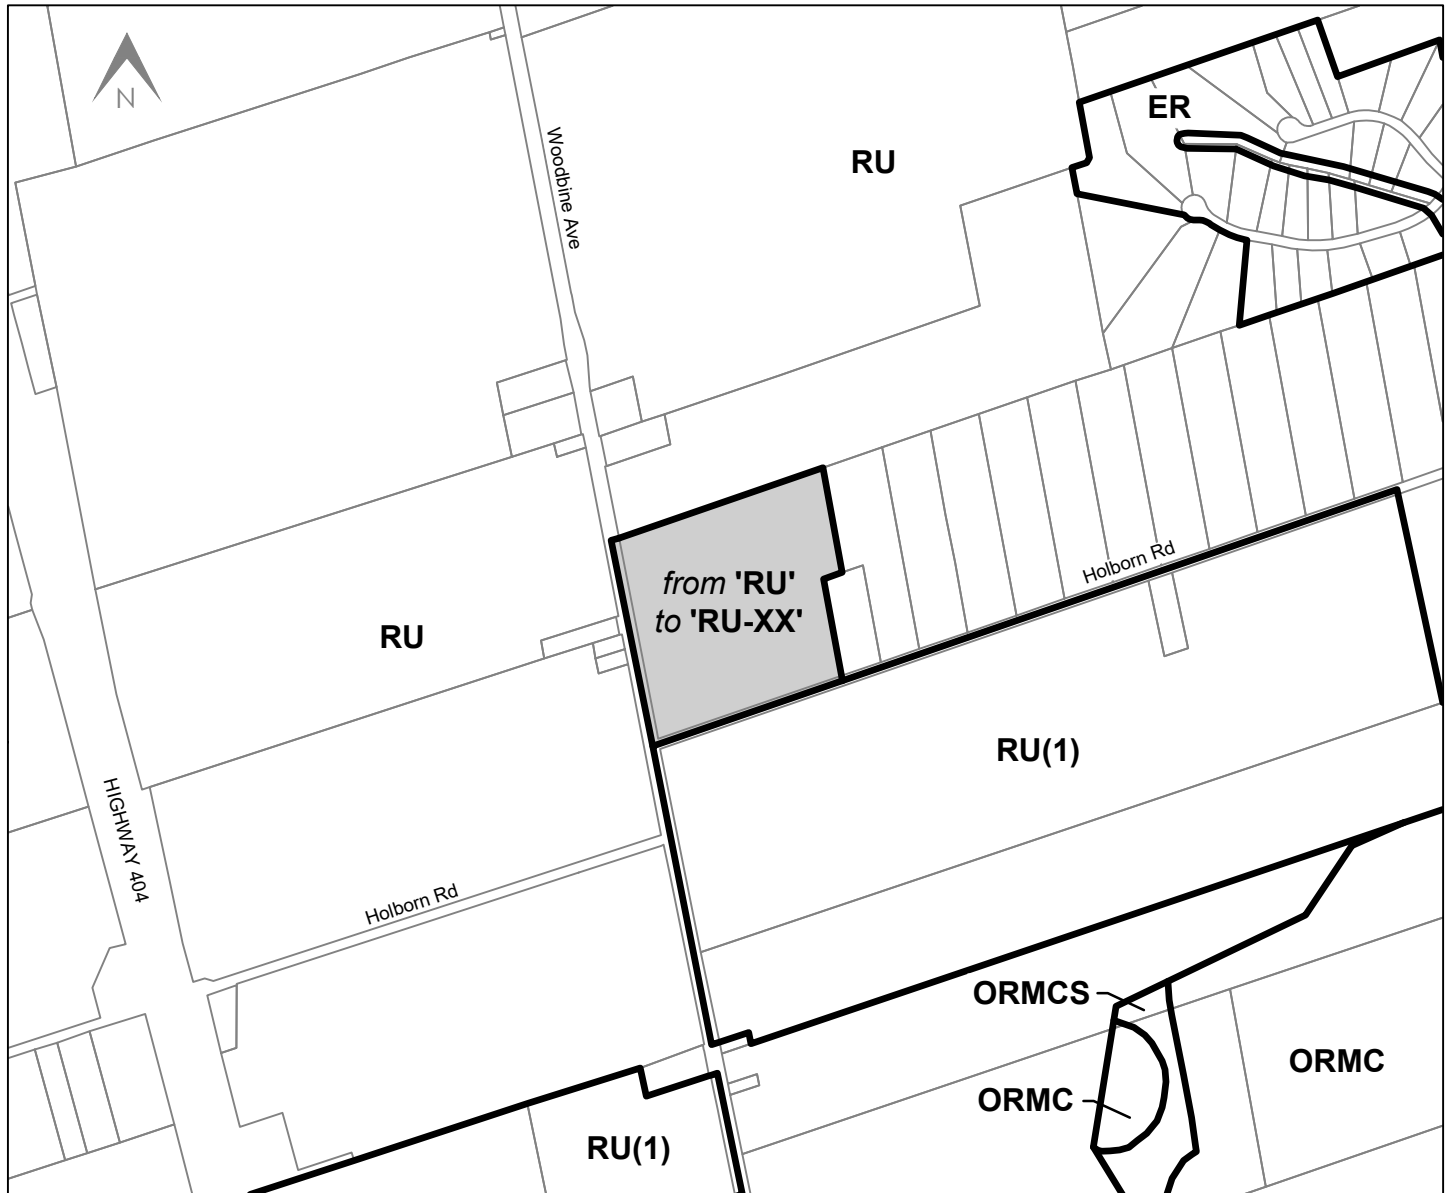 N
ER
Woodbine Ave
RU
from 'RU'
to 'RU-XX'
Holborn Rd
RU
RU(1)
HIGHWAY 404
Holborn Rd
ORMCS
ORMC
ORMC
RU(1)